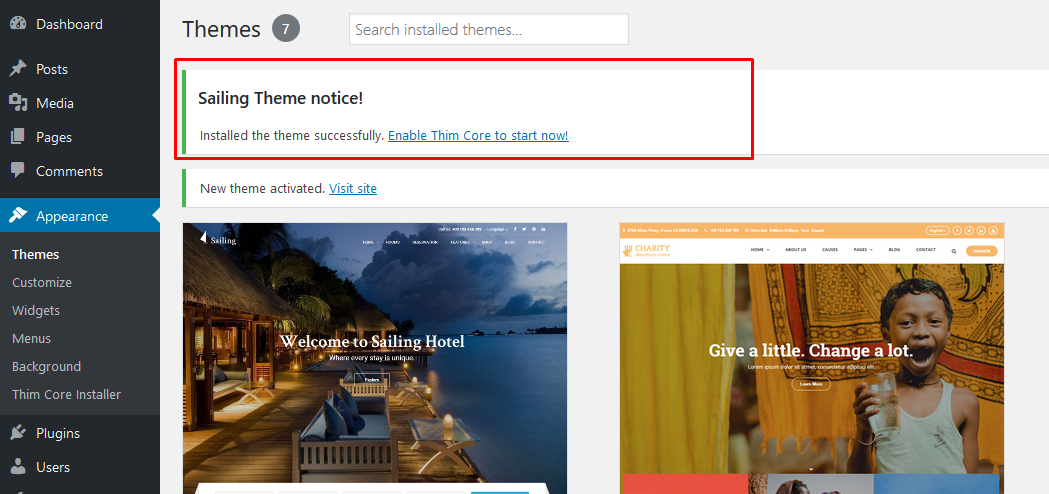 Dashboard
Posts
Media
Pages
Comments
Appearance
Themes
Customize
Widgets
Menus
Background
Thim Core Installer
Plugins
Users
Themes 7
Search installed themes...
Sailing Theme notice!
Installed the theme successfully. Enable Thim Core to start now!
New theme activated. Visit site
Sailing
HOME ROOMS RESERVATION FEATURES SHOP BLOG CONTACT
Welcome to Sailing Hotel
Where every stay is unique.
Explore
CHARITY
WordPress Theme
HOME ABOUT US CAUSES PAGES BLOG CONTACT
DONATE
Give a little. Change a lot.
Lorem ipsum dolor sit amet, consectetur adipiscing elit.
Learn More